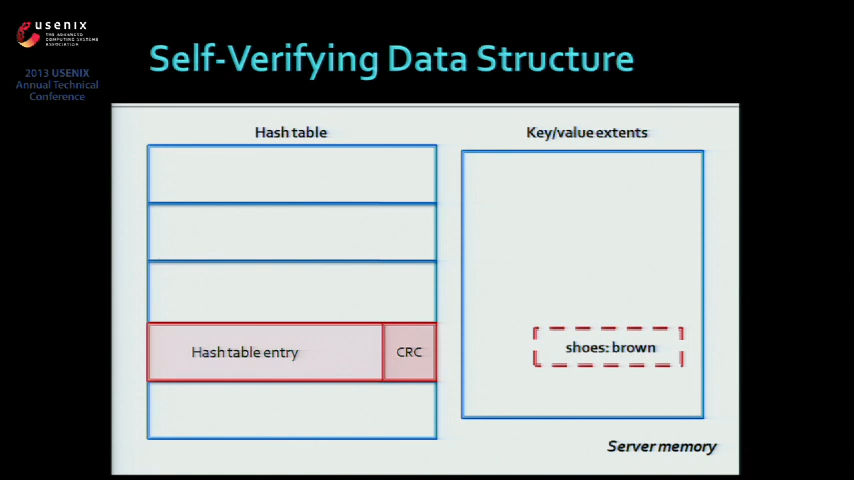 usenix
THE ADVANCED
COMPUTING SYSTEMS
ASSOCIATION
2013 USENIX
Annual Technical
Conference
Self-Verifying Data Structure
Hash table
Key/value extents
Hash table entry
CRC
shoes: brown
Server memory